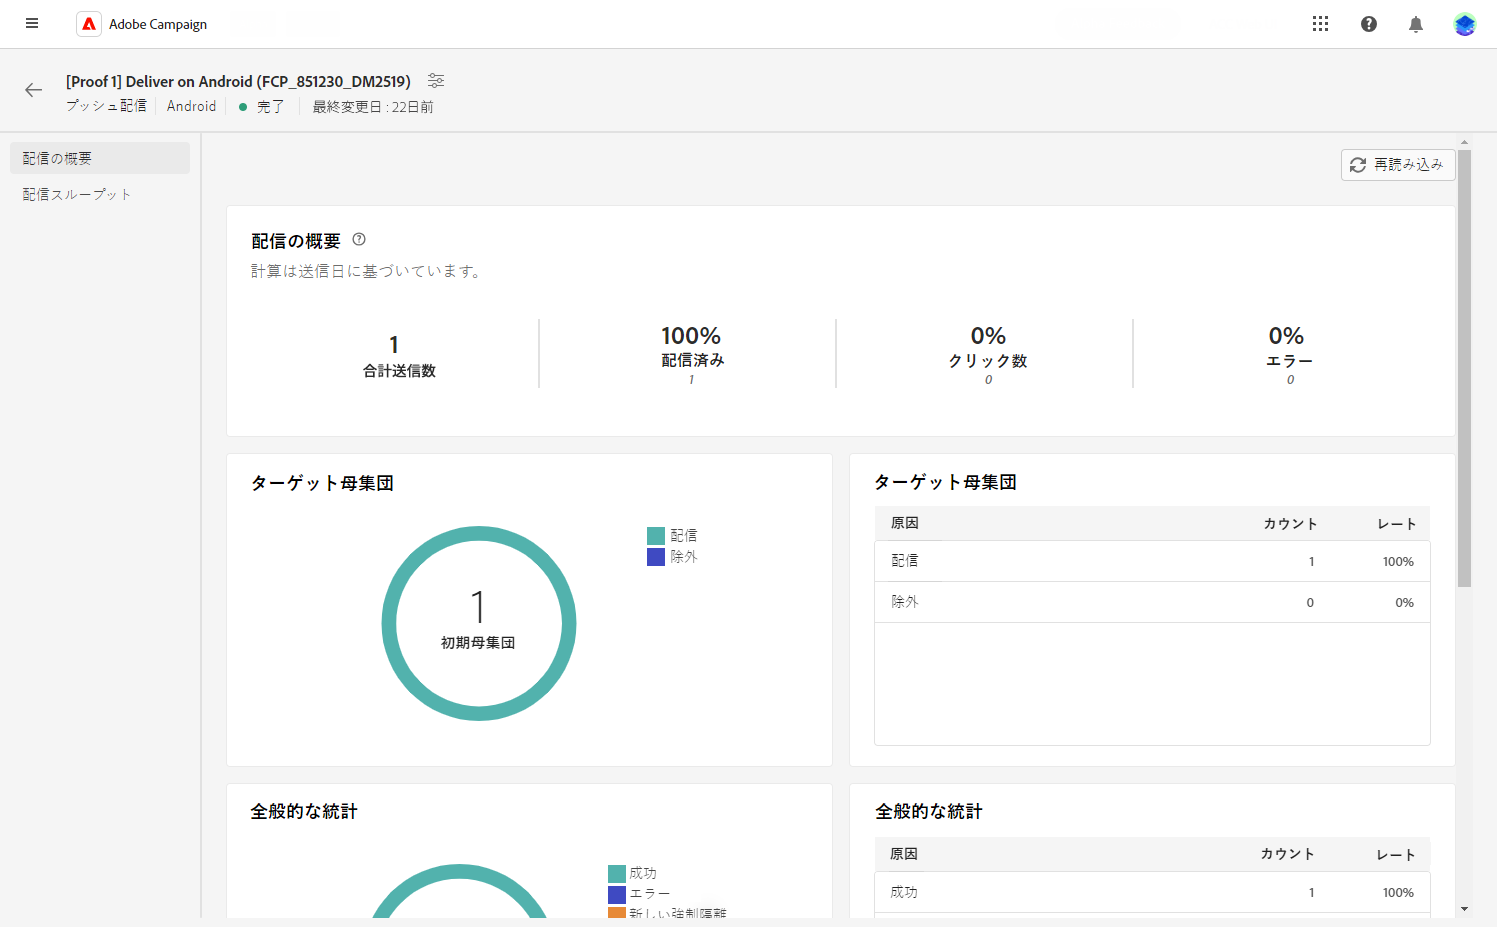 Adobe Campaign
[Proof 1] Deliver on Android (FCP_851230_DM2519)
プッシュ配信 Android 完了 最終変更日 : 22日前
配信の概要
配信スループット
再読み込み
配信の概要
計算は送信日に基づいています。
1
合計送信数
100%
配信済み
1
0%
クリック数
0
0%
エラー
0
ターゲット母集団
配信
除外
1
初期母集団
ターゲット母集団
原因 カウント レート
配信 1 100%
除外 0 0%
全般的な統計
成功
エラー
新しい強制隔離
全般的な統計
原因 カウント レート
成功 1 100%